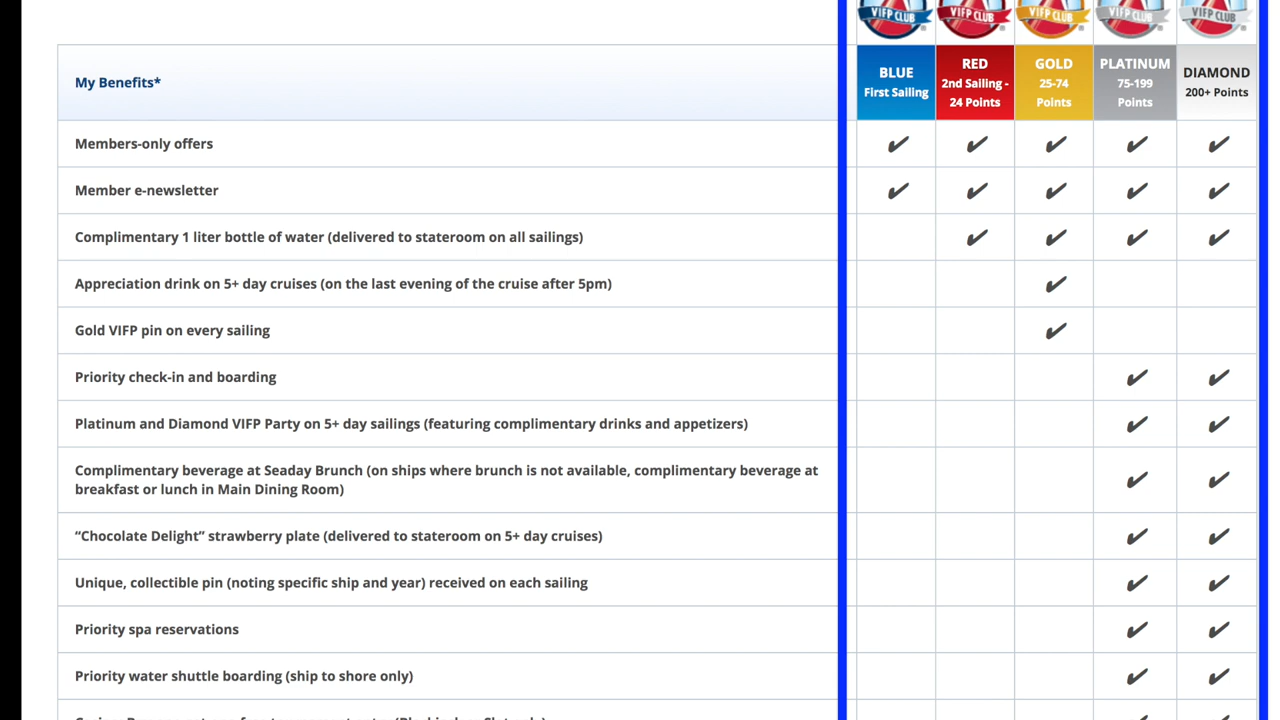 VIFP CLUB VIFP CLUB VIFP CLUB VIFP CLUB VIFP CLUB
My Benefits*
BLUE
First Sailing
RED
2nd Sailing -
24 Points
GOLD
25-74
Points
PLATINUM
75-199
Points
DIAMOND
200+ Points
Members-only offers ✔ ✔ ✔ ✔ ✔
Member e-newsletter ✔ ✔ ✔ ✔ ✔
Complimentary 1 liter bottle of water (delivered to stateroom on all sailings) ✔ ✔ ✔ ✔
Appreciation drink on 5+ day cruises (on the last evening of the cruise after 5pm) ✔
Gold VIFP pin on every sailing ✔
Priority check-in and boarding ✔ ✔
Platinum and Diamond VIFP Party on 5+ day sailings (featuring complimentary drinks and appetizers) ✔ ✔
Complimentary beverage at Seaday Brunch (on ships where brunch is not available, complimentary beverage at
breakfast or lunch in Main Dining Room) ✔ ✔
“Chocolate Delight” strawberry plate (delivered to stateroom on 5+ day cruises) ✔ ✔
Unique, collectible pin (noting specific ship and year) received on each sailing ✔ ✔
Priority spa reservations ✔ ✔
Priority water shuttle boarding (ship to shore only) ✔ ✔